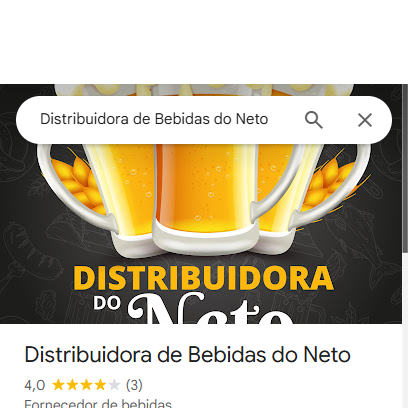 Distribuidora de Bebidas do Neto
DISTRIBUIDORA
DO
Neto
Distribuidora de Bebidas do Neto
4,0 (3)
Fornecedor de bebidas